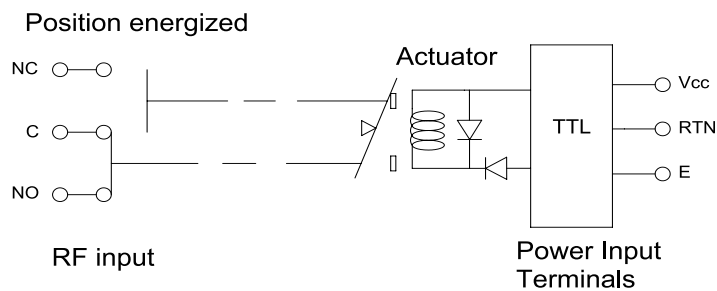 Position energized
NC
C
NO
RF input
Actuator
TTL
Vcc
RTN
E
Power Input
Terminals